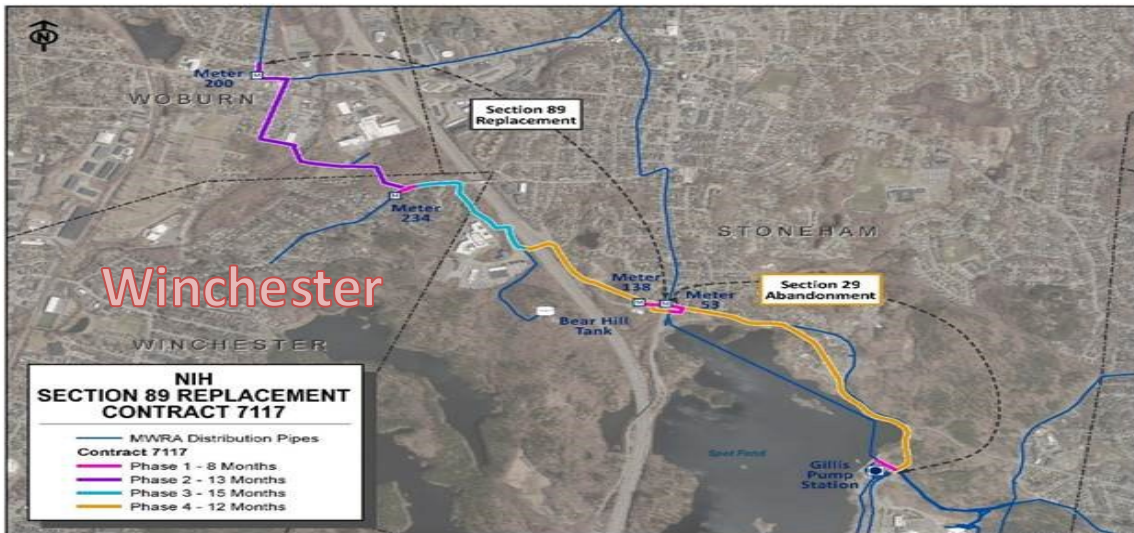 N
Meter
200
WOBURN
Section 89
Replacement
Meter
234
STONEHAM
Winchester
Meter
138
Meter
53
Section 29
Abandonment
Bear Hill
Tank
WINCHESTER
NIH
SECTION 89 REPLACEMENT
CONTRACT 7117
MWRA Distribution Pipes
Contract 7117
Phase 1 - 8 Months
Phase 2 - 13 Months
Phase 3 - 15 Months
Phase 4 - 12 Months
Spot Pond
Gillis
Pump
Station